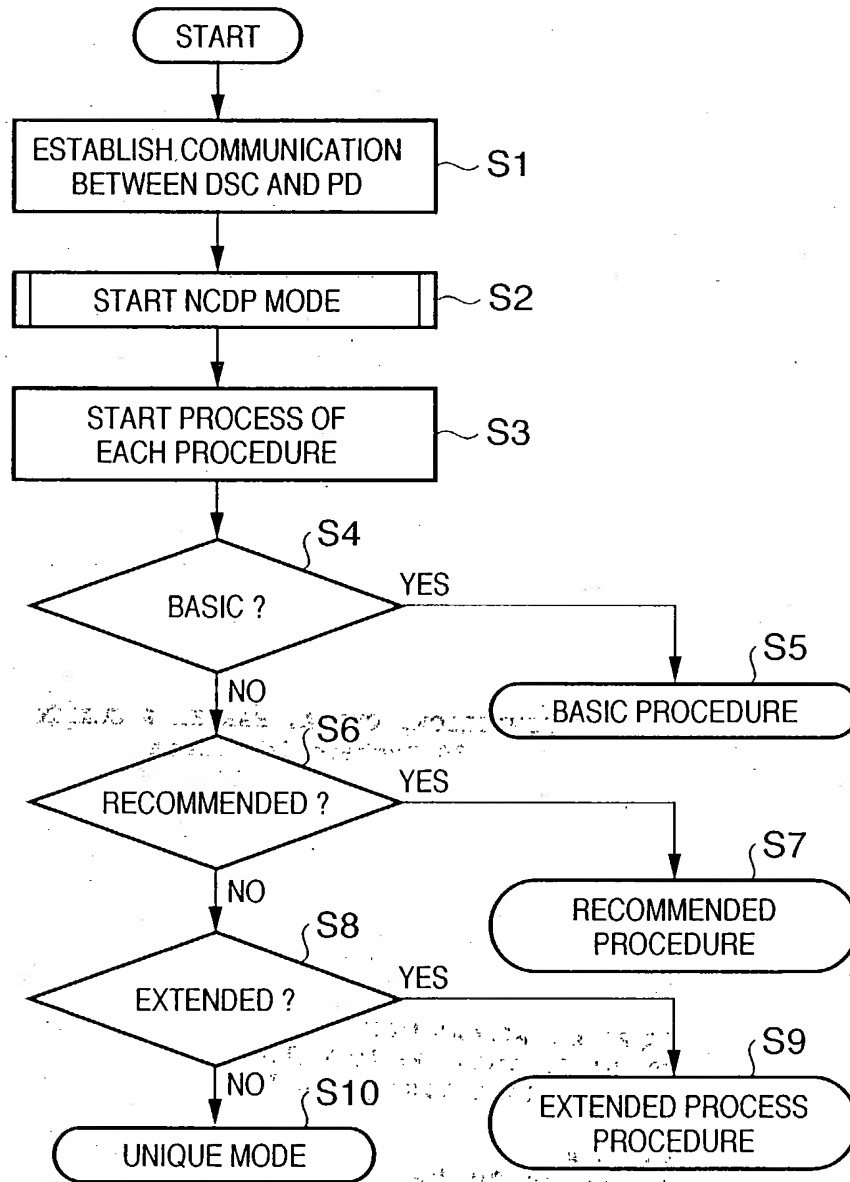 START
ESTABLISH COMMUNICATION
BETWEEN DSC AND PD
S1
START NCDP MODE
S2
START PROCESS OF
EACH PROCEDURE
S3
S4
BASIC ?
YES
NO
S5
BASIC PROCEDURE
S6
RECOMMENDED ?
YES
NO
S7
RECOMMENDED
PROCEDURE
S8
EXTENDED ?
YES
NO
S9
EXTENDED PROCESS
PROCEDURE
S10
UNIQUE MODE